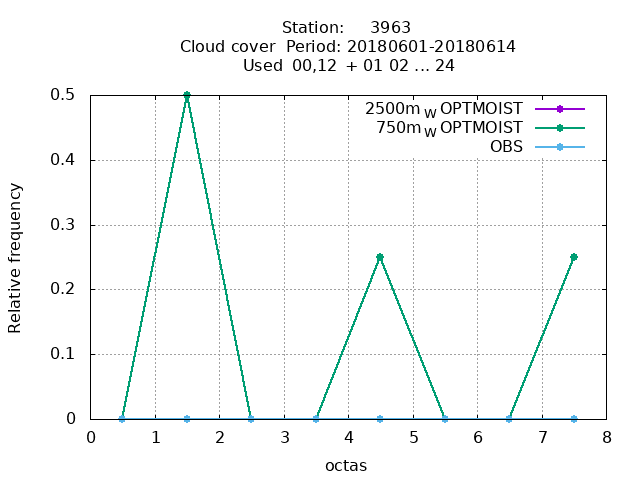 Station: 3963
Cloud cover Period: 20180601-20180614
Used 00,12 + 01 02 ... 24
2500m W OPTMOIST
750m W OPTMOIST
OBS
Relative frequency
0.5
0.4
0.3
0.2
0.1
0
0 1 2 3 4 5 6 7 8
octas